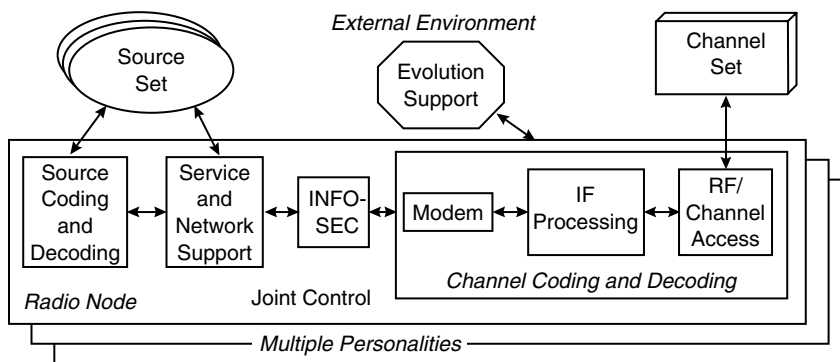 External Environment
Source
Set
Evolution
Support
Channel
Set
Source
Coding
and
Decoding
Service
and
Network
Support
INFO-
SEC
Modem
IF
Processing
RF/
Channel
Access
Channel Coding and Decoding
Radio Node
Joint Control
Multiple Personalities